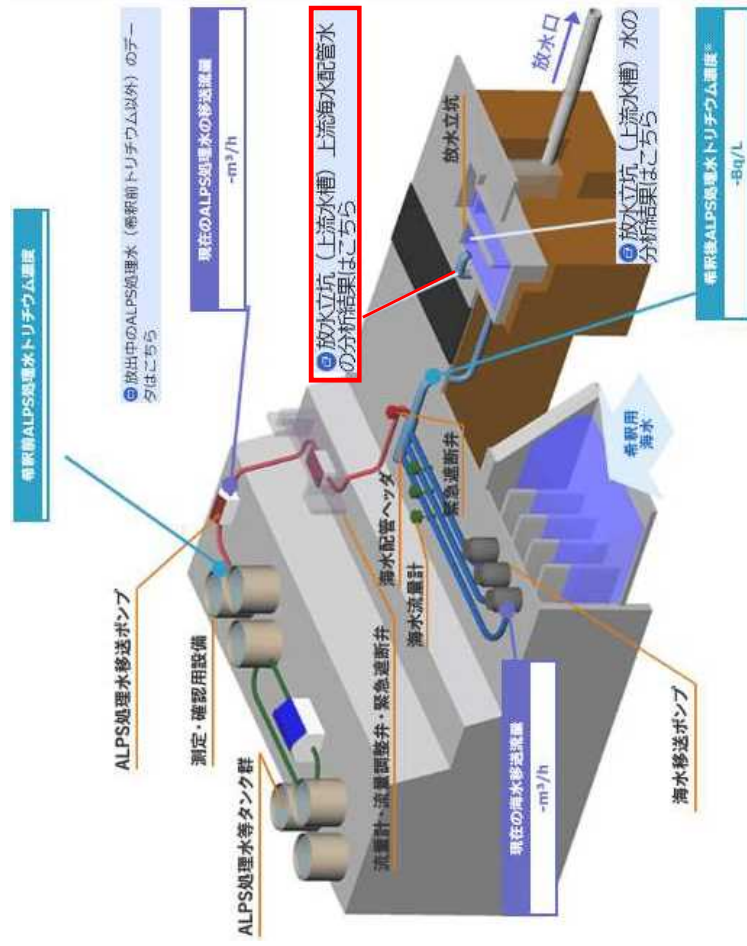 希釈前ALPS処理水トリチウム濃度
放出中のALPS処理水（希釈前トリチウム以外）のデー
タはこちら
現在のALPS処理水の移送流量
-m³/h
放水立坑（上流水槽）上流海水配管水
の分析結果はこちら
ALPS処理水移送ポンプ
測定・確認用設備
ALPS処理水等タンク群
流量計・流量調整弁・緊急遮断弁
海水配管ヘッダ
海水流量計
緊急遮断弁
放水立坑
放水口
放水立坑（上流水槽）水の
分析結果はこちら
希釈用
海水
現在の海水移送流量
-m³/h
海水移送ポンプ
希釈後ALPS処理水トリチウム濃度※
-Bq/L